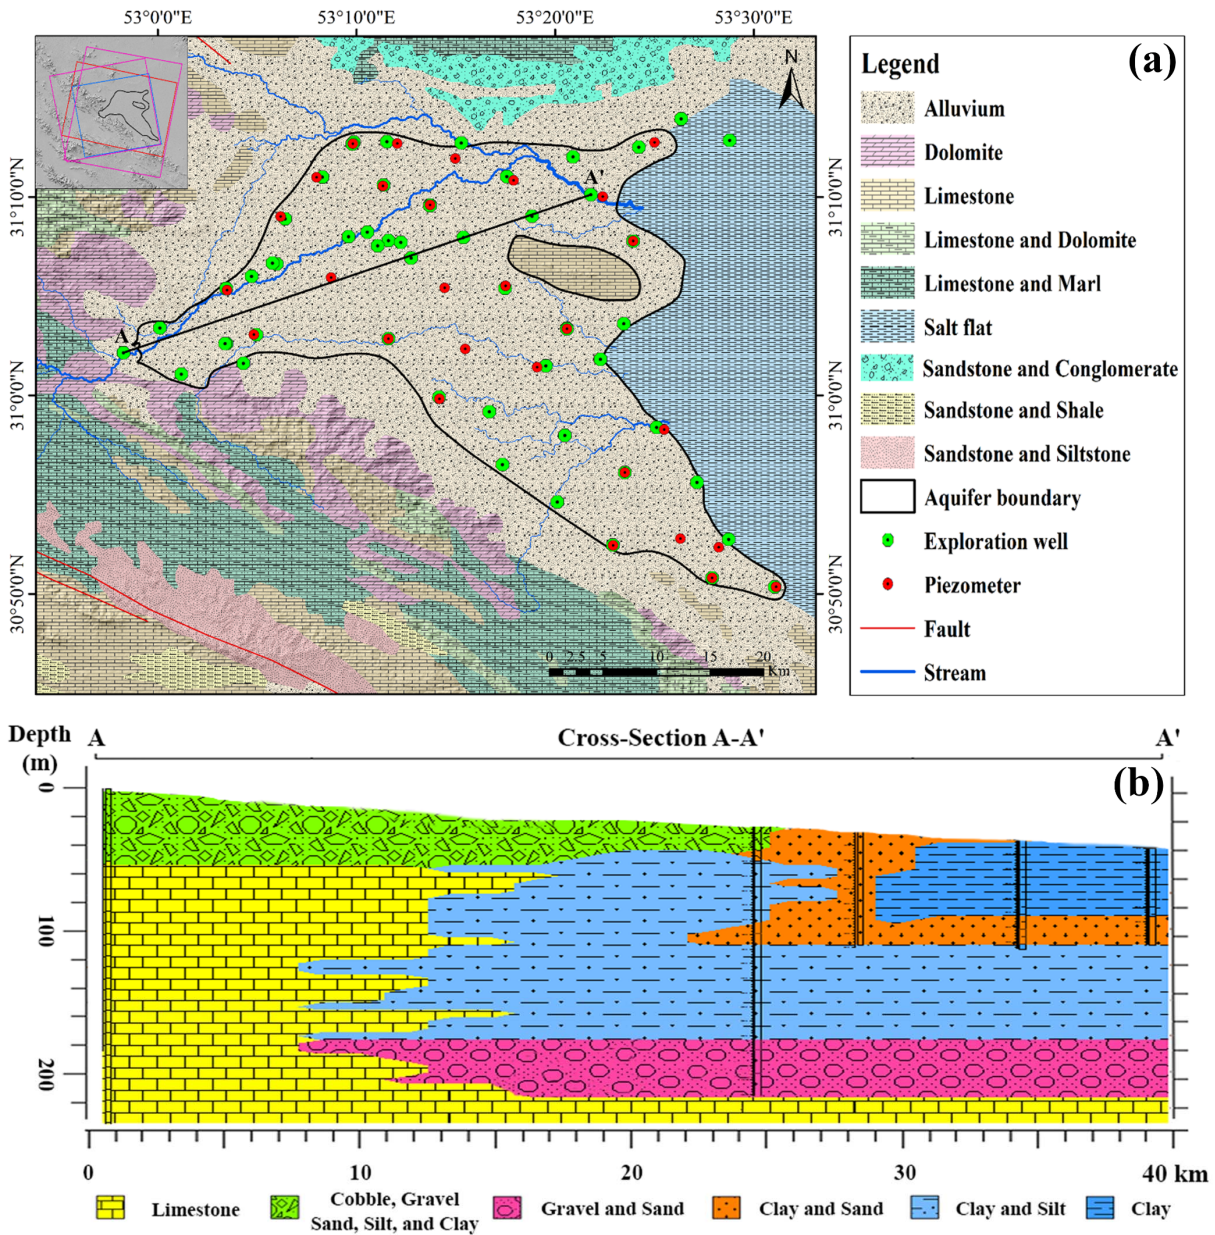 53°0'0"E 53°10'0"N 53°20'0"N 53°30'0"N
N
31°10'0"N
31°0'0"N
30°50'0"N
31°10'0"N
31°0'0"N
30°50'0"N
A
A'
0 2.5 5 10 15 20
Km
(a)
Legend
Alluvium
Dolomite
Limestone
Limestone and Dolomite
Limestone and Marl
Salt flat
Sandstone and Conglomerate
Sandstone and Shale
Sandstone and Siltstone
Aquifer boundary
Exploration well
Piezometer
Fault
Stream
Depth
(m)
A
Cross-Section A-A'
A'
(b)
0
100
200
0 10 20 30 40 km
Limestone
Cobble, Gravel
Sand, Silt, and Clay
Gravel and Sand
Clay and Sand
Clay and Silt
Clay